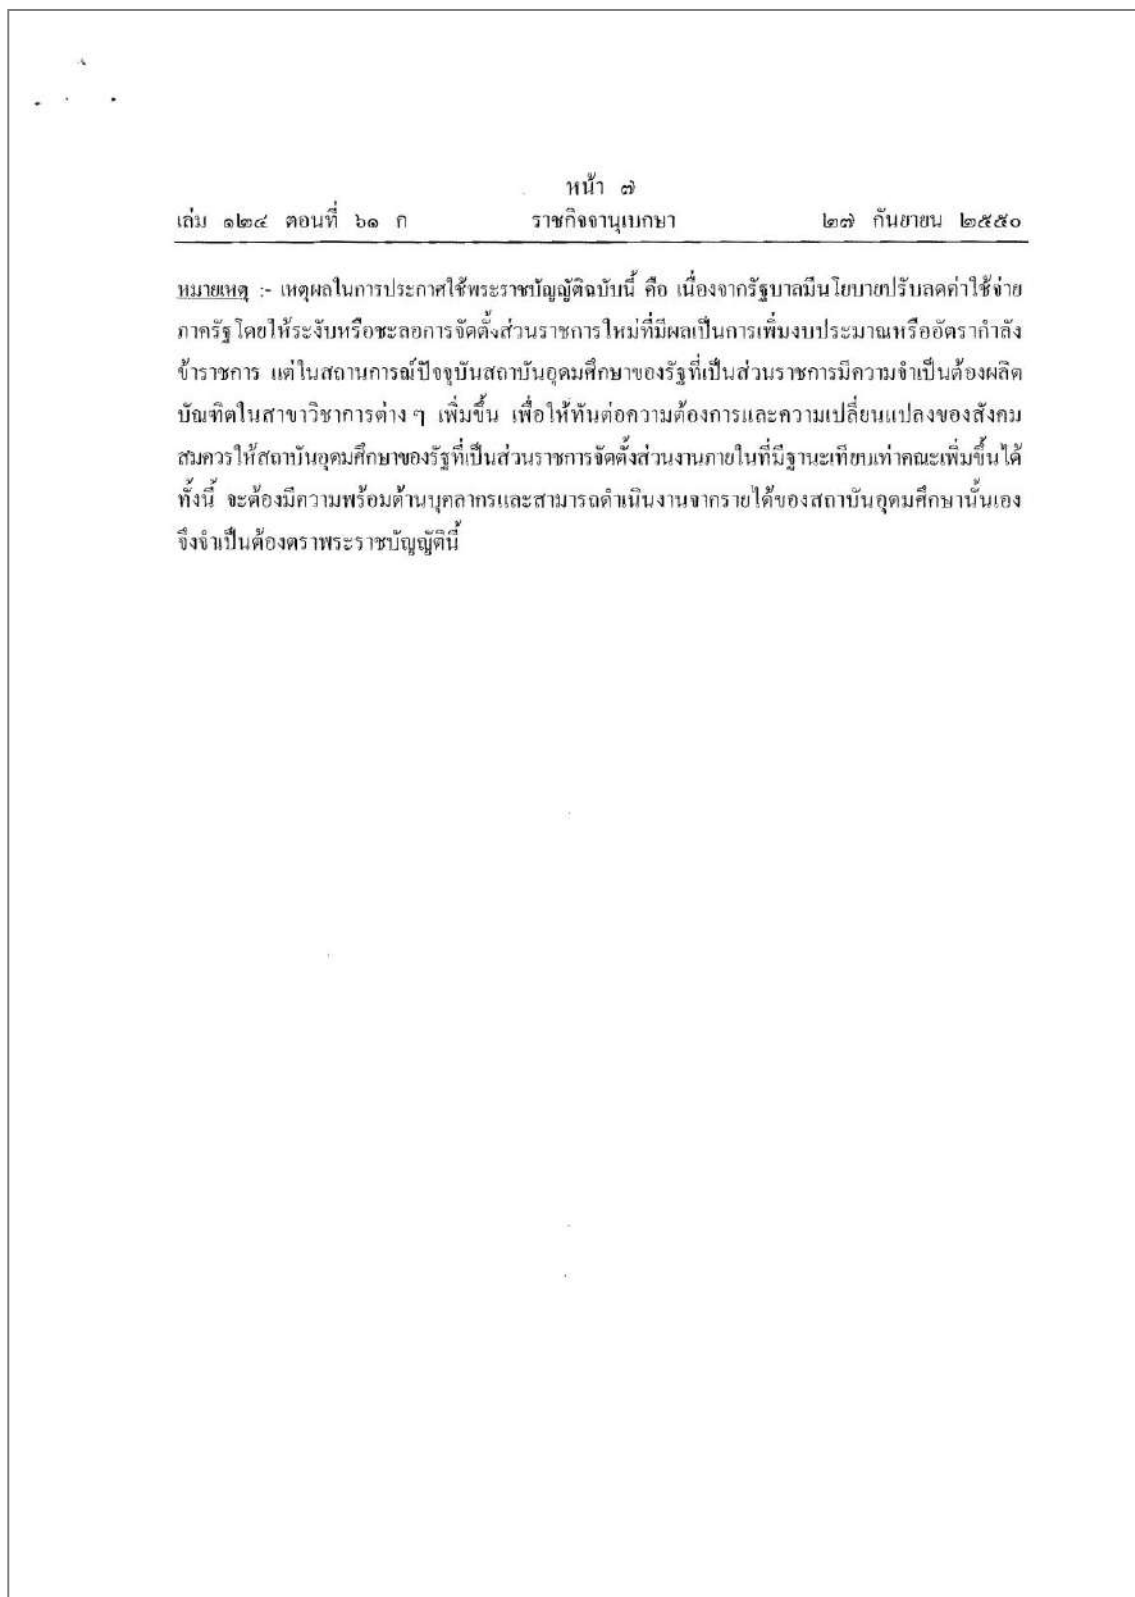 หน้า ๗
เล่ม ๑๒๔ ตอนที่ ๖๑ ก ราชกิจจานุเบกษา ๒๗ กันยายน ๒๕๕๐
หมายเหตุ :- เหตุผลในการประกาศใช้พระราชบัญญัติฉบับนี้ คือ เนื่องจากรัฐบาลมีนโยบายปรับลดค่าใช้จ่าย
ภาครัฐโดยให้ระงับหรือชะลอการจัดตั้งส่วนราชการใหม่ที่มีผลเป็นการเพิ่มงบประมาณหรืออัตรากำลัง
ข้าราชการ แต่ในสถานการณ์ปัจจุบันสถาบันอุดมศึกษาของรัฐที่เป็นส่วนราชการมีความจำเป็นต้องผลิต
บัณฑิตในสาขาวิชาการต่าง ๆ เพิ่มขึ้น เพื่อให้ทันต่อความต้องการและความเปลี่ยนแปลงของสังคม
สมควรให้สถาบันอุดมศึกษาของรัฐที่เป็นส่วนราชการจัดตั้งส่วนงานภายในที่มีฐานะเทียบเท่าคณะเพิ่มขึ้นได้
ทั้งนี้ จะต้องมีความพร้อมด้านบุคลากรและสามารถดำเนินงานจากรายได้ของสถาบันอุดมศึกษานั้นเอง
จึงจำเป็นต้องตราพระราชบัญญัตินี้